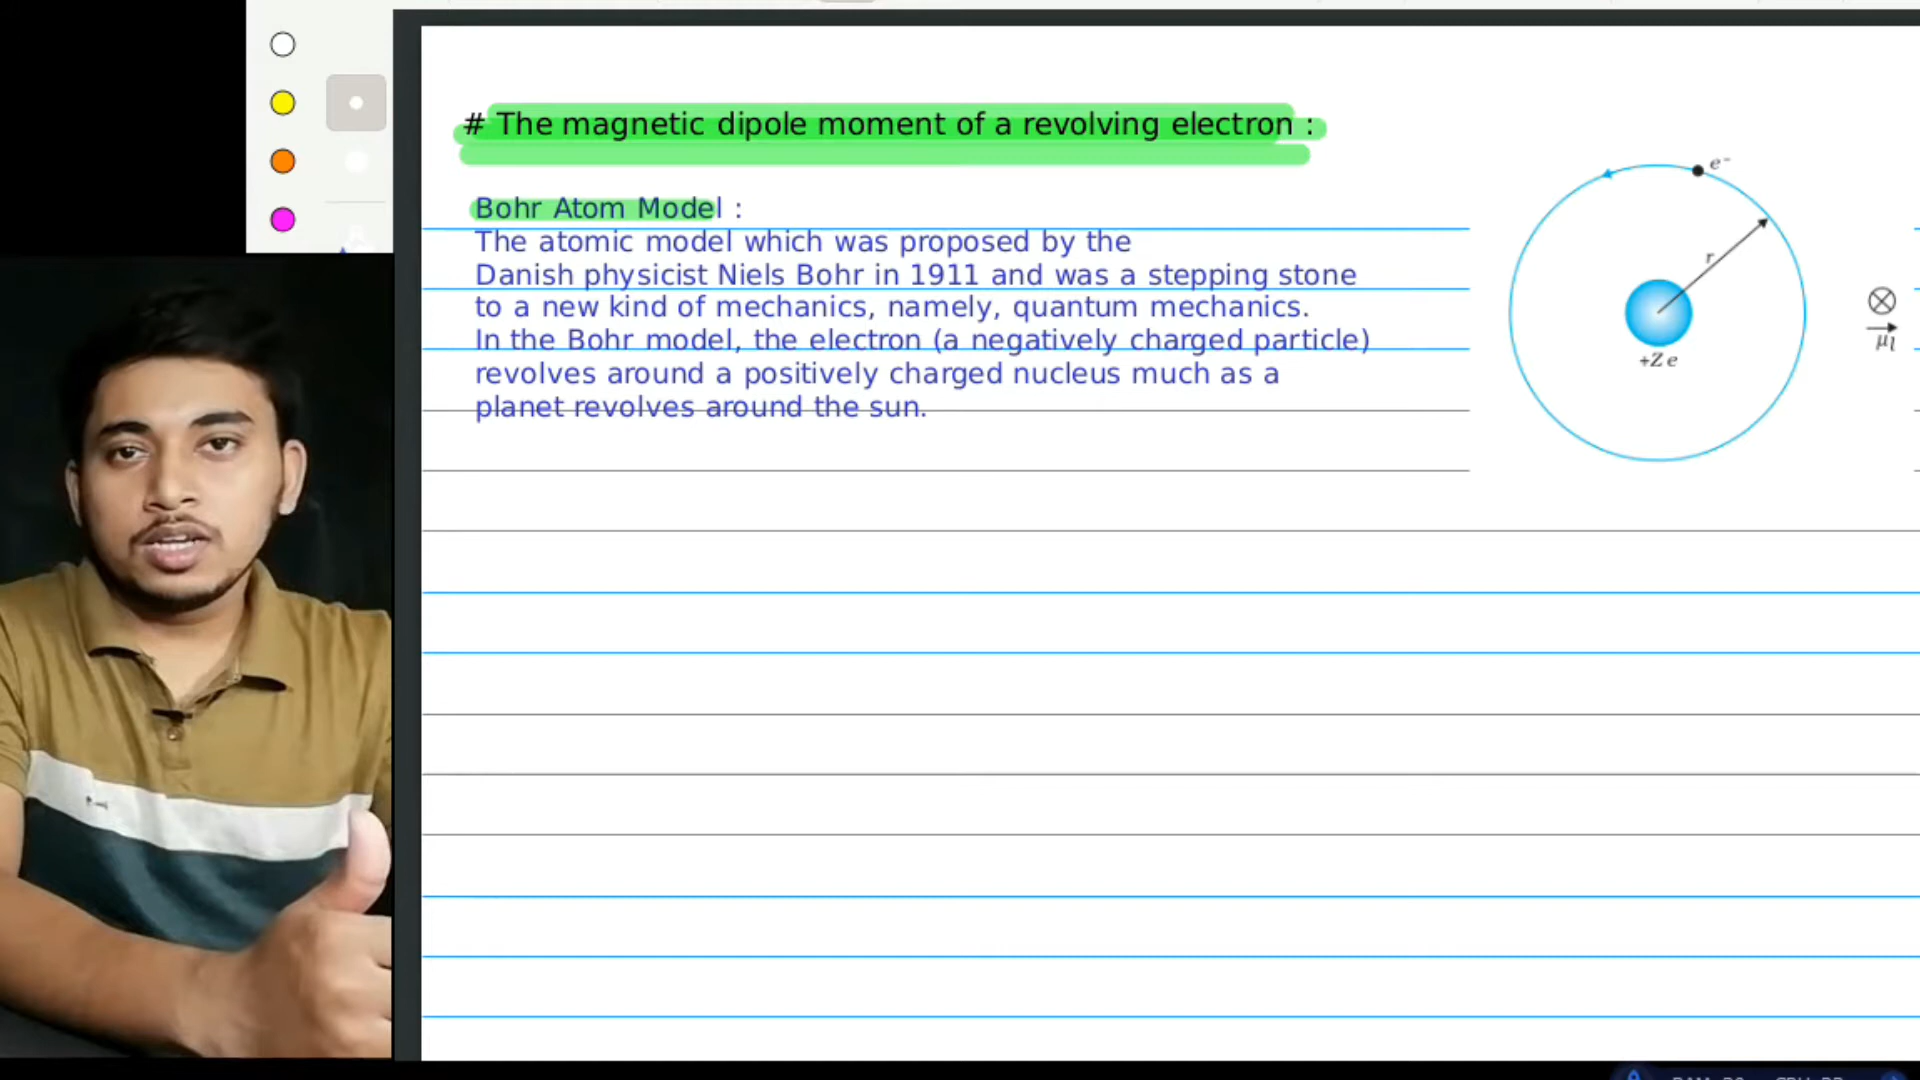 # The magnetic dipole moment of a revolving electron :
Bohr Atom Model :
The atomic model which was proposed by the
Danish physicist Niels Bohr in 1911 and was a stepping stone
to a new kind of mechanics, namely, quantum mechanics.
In the Bohr model, the electron (a negatively charged particle)
revolves around a positively charged nucleus much as a
planet revolves around the sun.
e⁻
r
+Ze
μl